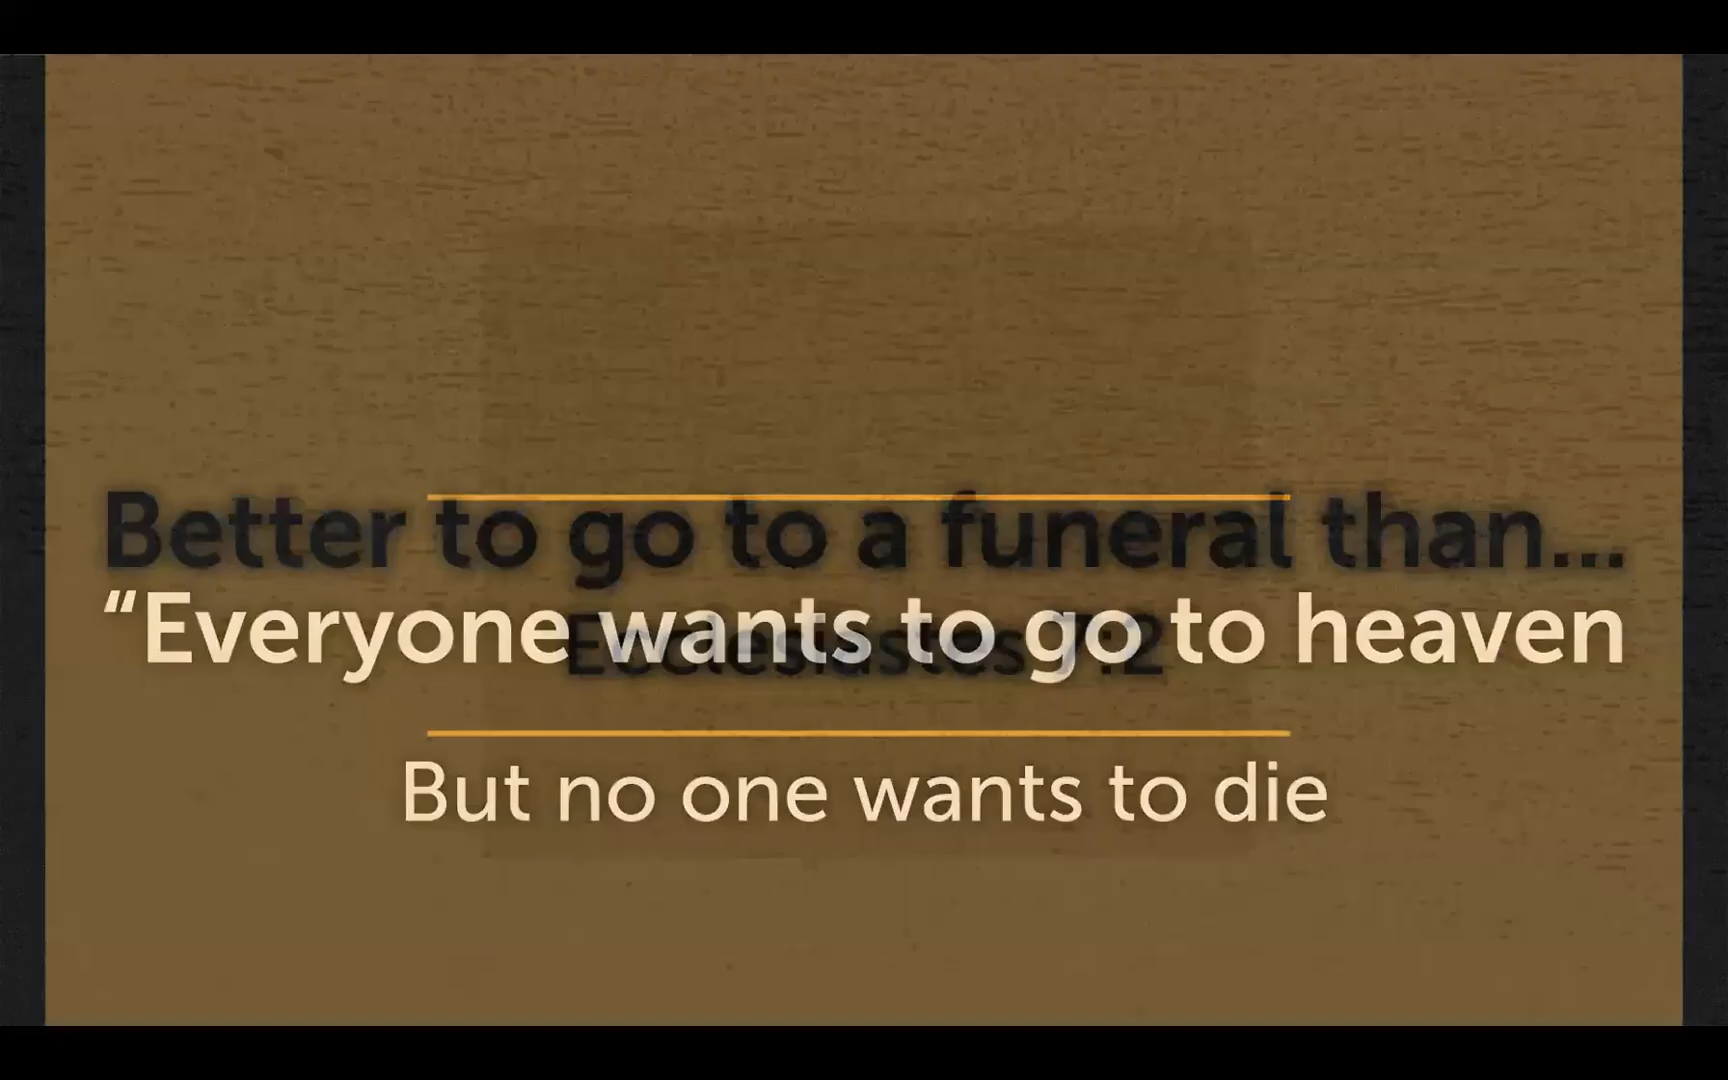 Better to go to a funeral than...
“Everyone wants to go to heaven
Ecclesiastes 7:2
But no one wants to die